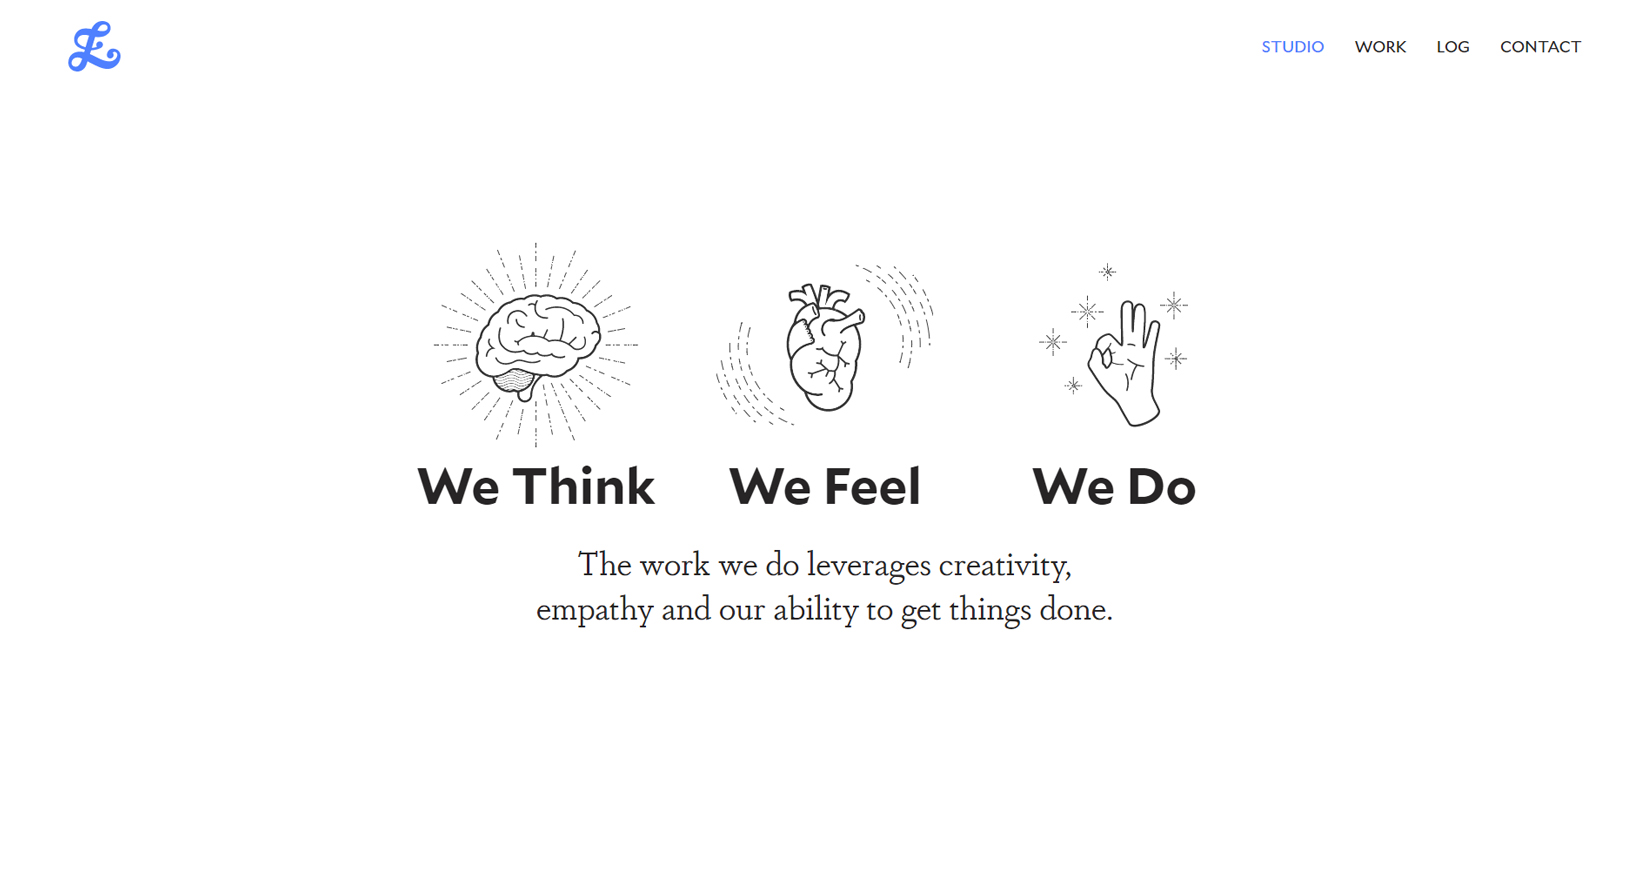 STUDIO WORK LOG CONTACT
We Think We Feel We Do
The work we do leverages creativity,
empathy and our ability to get things done.